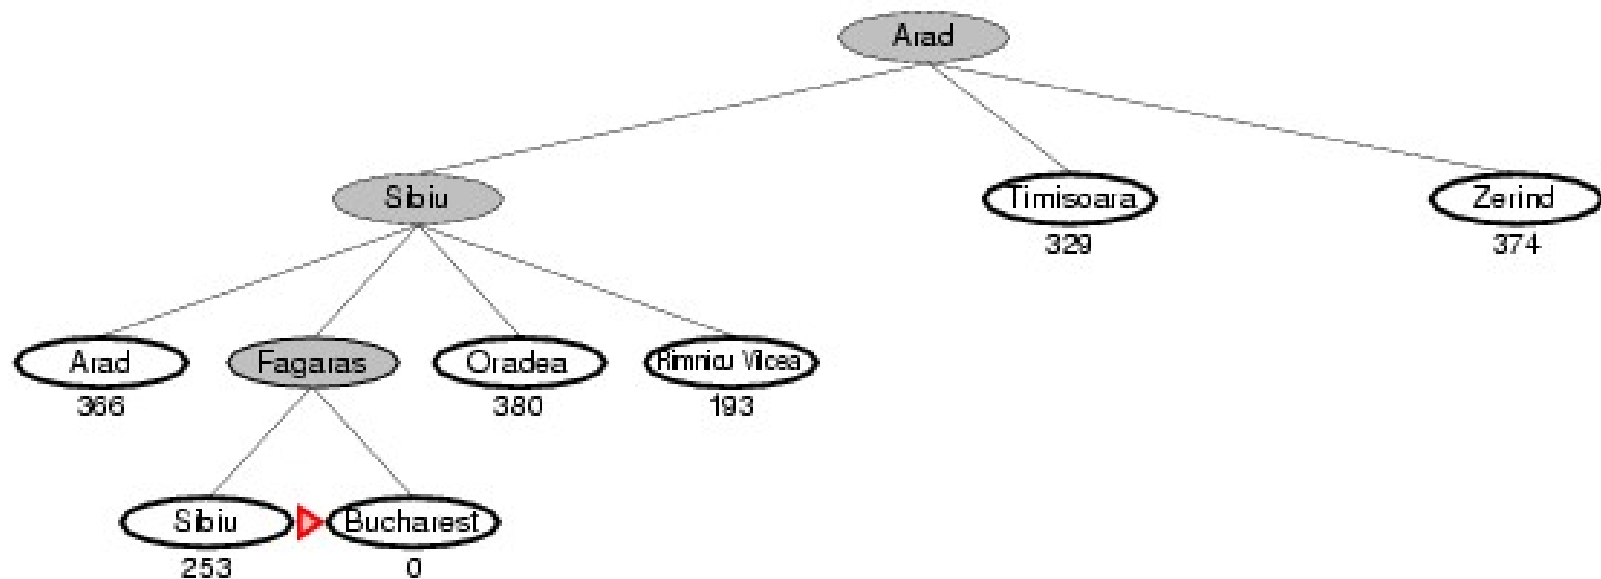 Arad
Sibiu
Timisoara
Zerind
329
374
Arad
Fagaras
Oradea
Rimnicu Vilcea
366
380
193
Sibiu
Bucharest
253
0